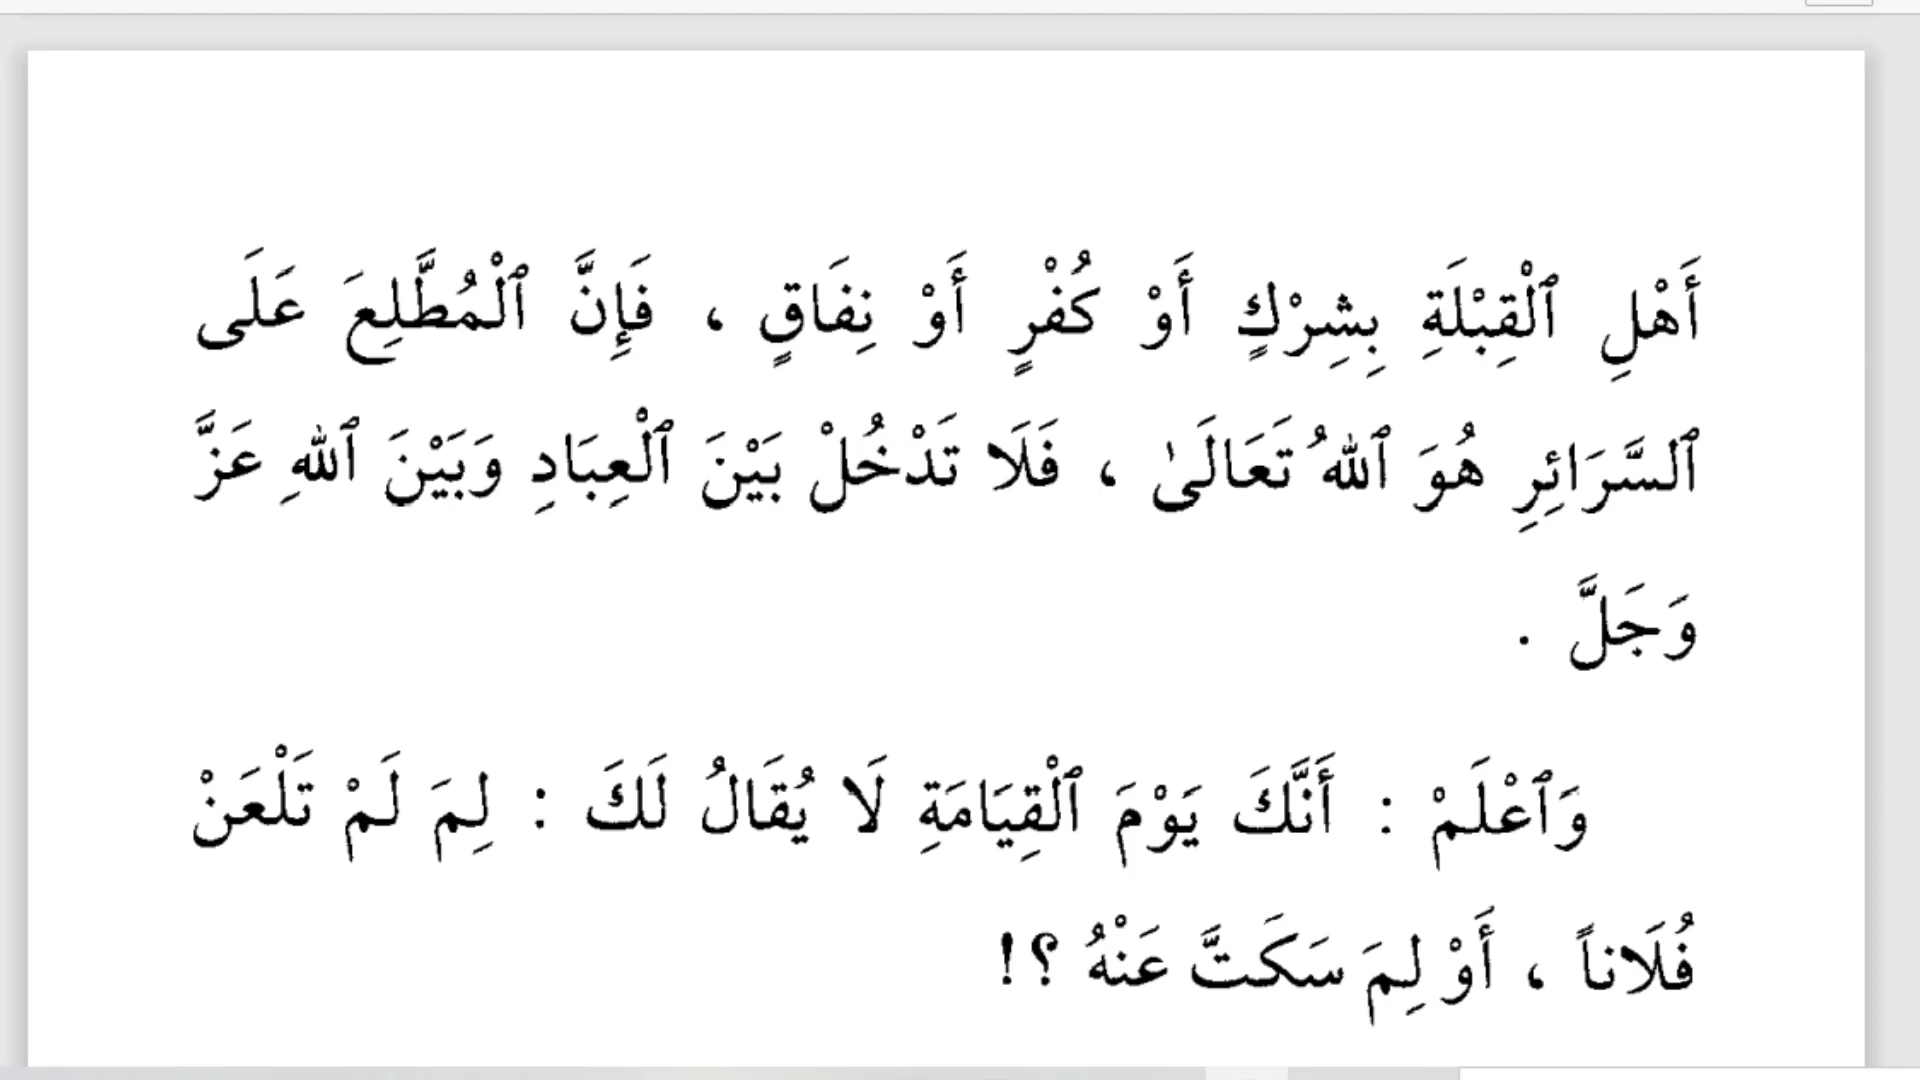 أَهْلِ ٱلْقِبْلَةِ بِشِرْكٍ أَوْ كُفْرٍ أَوْ نِفَاقٍ ، فَإِنَّ ٱلْمُطَّلِعَ عَلَى
ٱلسَّرَائِرِ هُوَ ٱللهُ تَعَالَىٰ ، فَلَا تَدْخُلْ بَيْنَ ٱلْعِبَادِ وَبَيْنَ ٱللهِ عَزَّ
وَجَلَّ .
وَٱعْلَمْ : أَنَّكَ يَوْمَ ٱلْقِيَامَةِ لَا يُقَالُ لَكَ : لِمَ لَمْ تَلْعَنْ
فُلَاناً ، أَوْ لِمَ سَكَتَّ عَنْهُ ؟!